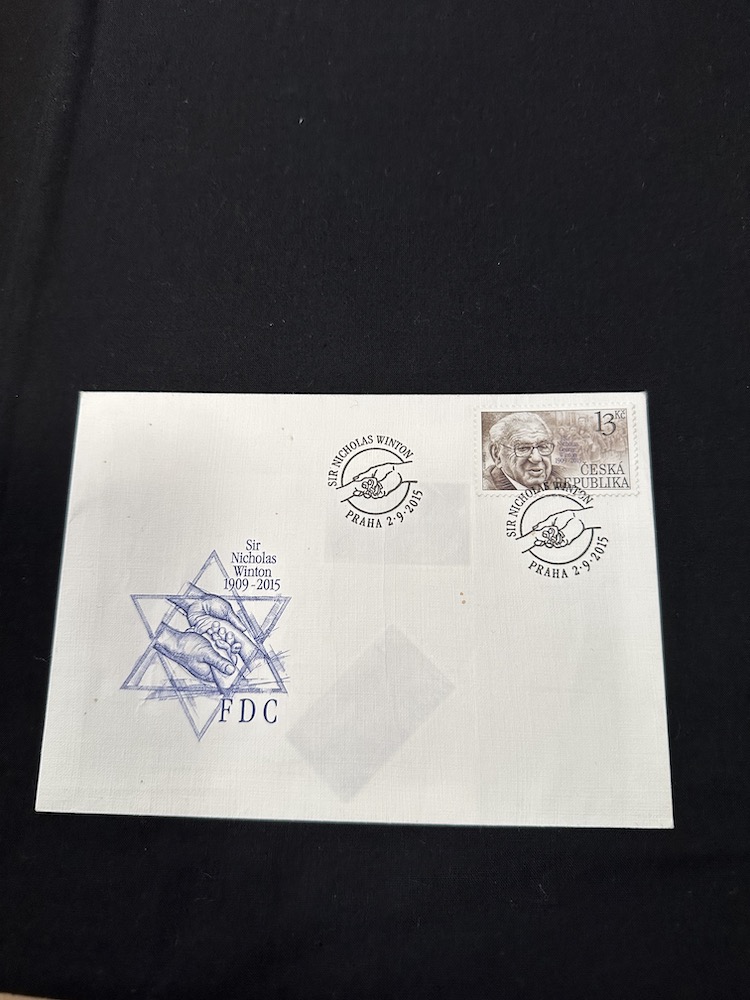 SIR NICHOLAS WINTON
PRAHA 2·9·2015
13 Kč
ČESKÁ
REPUBLIKA
SIR NICHOLAS WINTON
PRAHA 2·9·2015
Sir
Nicholas
Winton
1909-2015
FDC